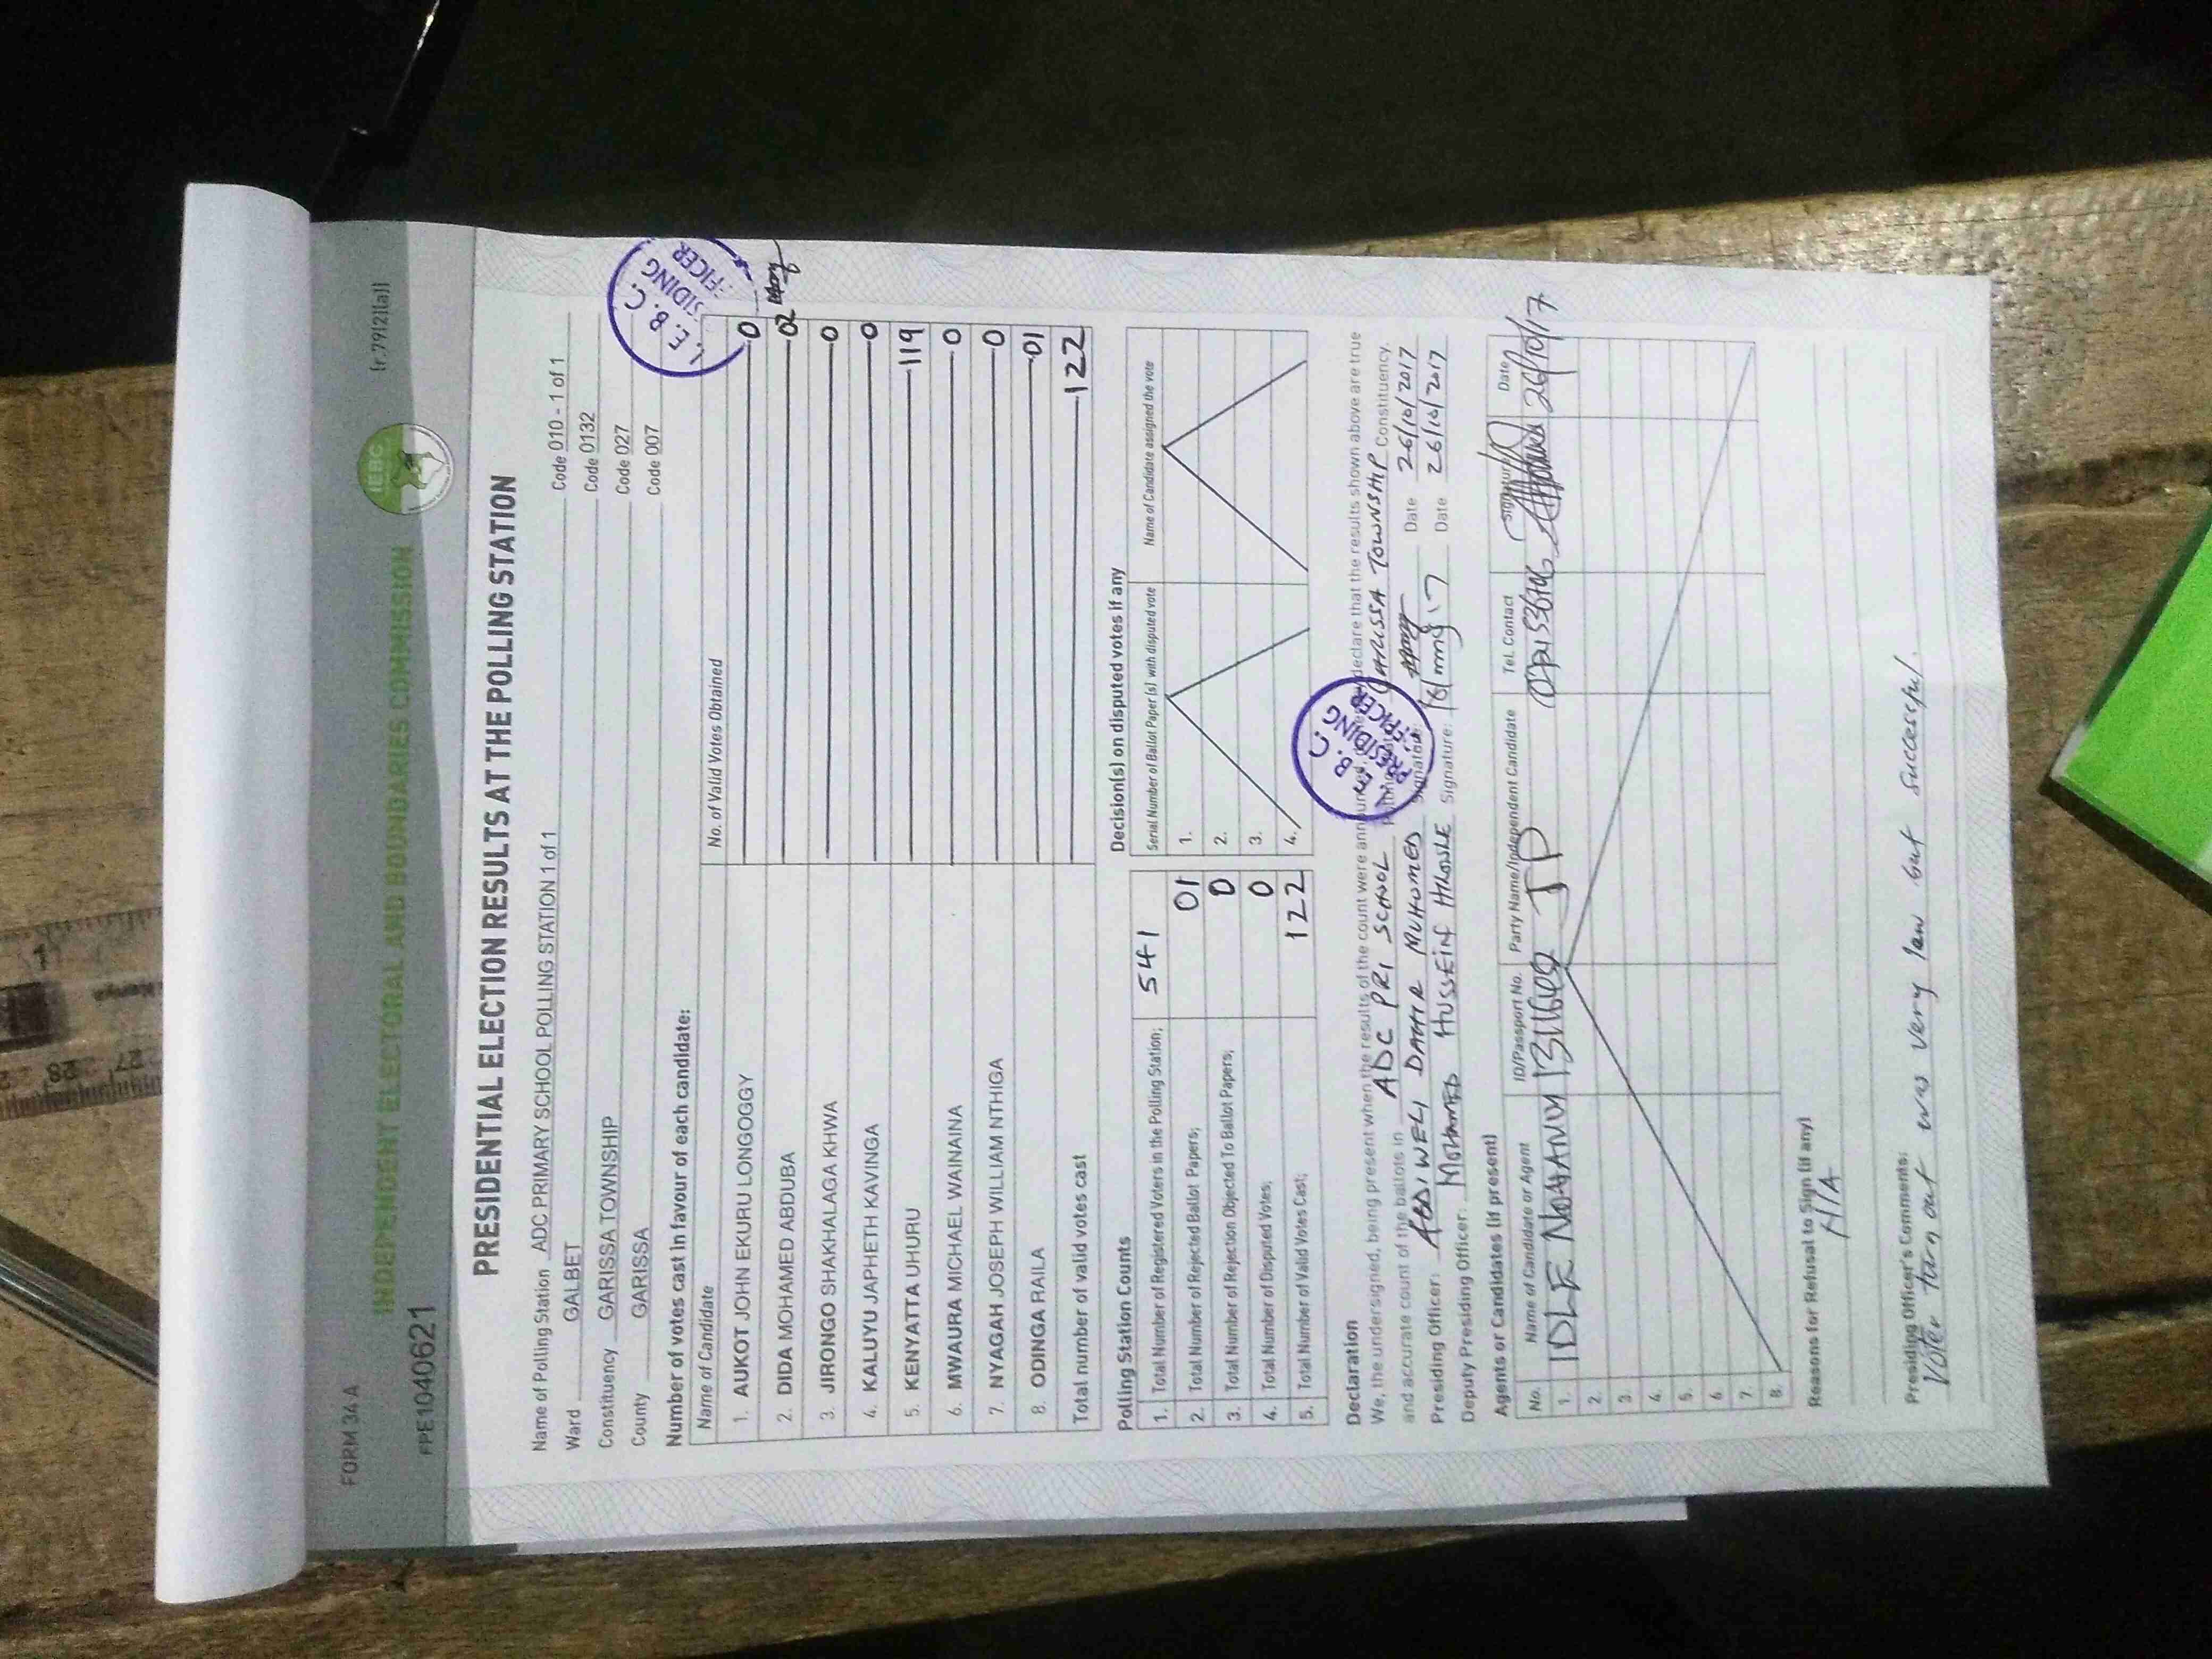 FORM 34 A
[r.79(2)(a)]
INDEPENDENT ELECTORAL AND BOUNDARIES COMMISSION
IEBC
FPE1040621
PRESIDENTIAL ELECTION RESULTS AT THE POLLING STATION
Name of Polling Station ADC PRIMARY SCHOOL POLLING STATION 1 of 1 Code 010 - 1 of 1
Ward GALBET Code 0132
Constituency GARISSA TOWNSHIP Code 027
County GARISSA Code 007
I. E. B. C.
Number of votes cast in favour of each candidate:
Name of Candidate No. of Valid Votes Obtained
1. AUKOT JOHN EKURU LONGOGGY 0
2. DIDA MOHAMED ABDUBA 02
3. JIRONGO SHAKHALAGA KHWA 0
4. KALUYU JAPHETH KAVINGA 0
5. KENYATTA UHURU 119
6. MWAURA MICHAEL WAINAINA 0
7. NYAGAH JOSEPH WILLIAM NTHIGA 0
8. ODINGA RAILA 01
Total number of valid votes cast 122
Polling Station Counts
1. Total Number of Registered Voters in the Polling Station; 541
2. Total Number of Rejected Ballot Papers; 01
3. Total Number of Rejection Objected To Ballot Papers; 0
4. Total Number of Disputed Votes; 0
5. Total Number of Valid Votes Cast; 122
Decision(s) on disputed votes if any
Serial Number of Ballot Paper(s) with disputed vote Name of Candidate assigned the vote
1.
2.
3.
4.
Declaration
We, the undersigned, being present when the results of the count were declare that the results shown above are true
and accurate count of the ballots in ADC PRI SCHOOL GARISSA TOWNSHIP Constituency.
Presiding Officer: ABDIWELI DAHIR MUHUMED Signature: Date 26/10/2017
Deputy Presiding Officer: MOHAMED HUSSEIN Signature: Date 26/10/2017
B. C.
PRESIDING
Agents or Candidates (if present)
No. Name of Candidate or Agent ID/Passport No. Party Name/Independent Candidate Tel. Contact Signature Date
1. IDLE JP 26/10/17
2.
3.
4.
5.
6.
7.
8.
Reasons for Refusal to Sign (if any)
N/A
Presiding Officer's Comments:
Voter turn out was very low but successful.